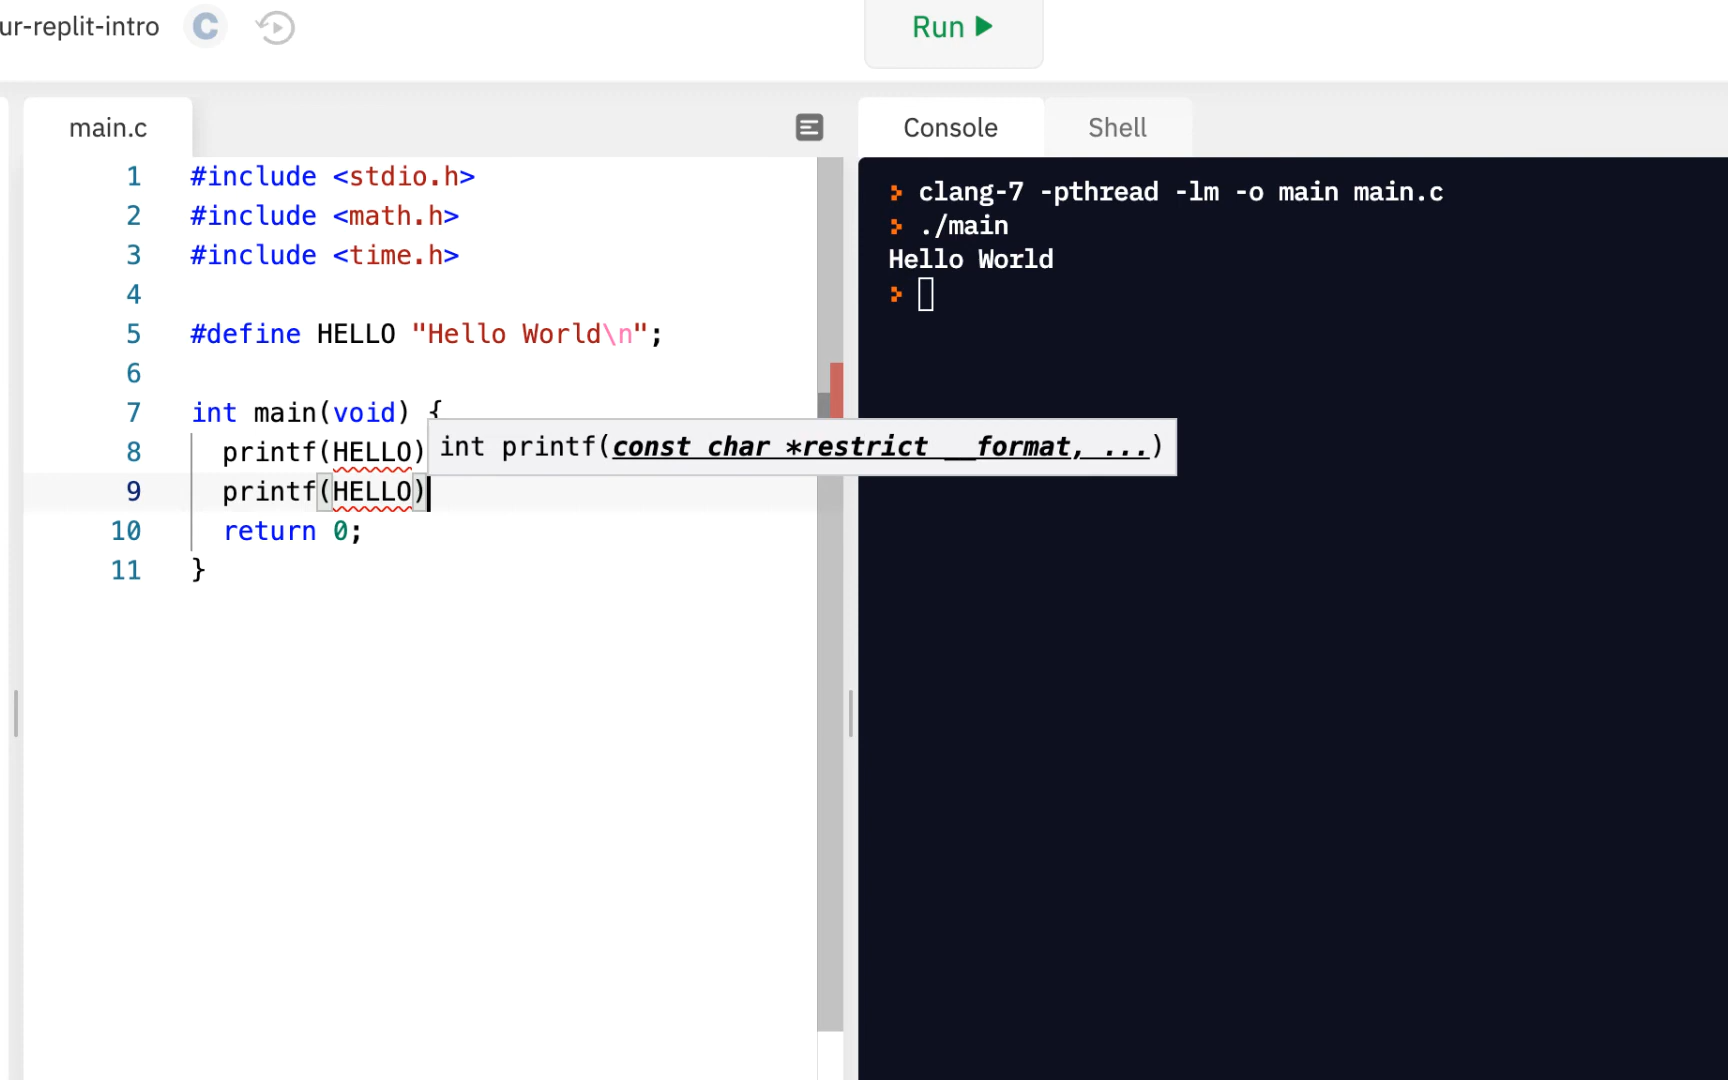 ur-replit-intro C Run
main.c
Console Shell
1 #include <stdio.h>
2 #include <math.h>
3 #include <time.h>
4
5 #define HELLO "Hello World\n";
6
7 int main(void) {
8 printf(HELLO)
9 printf(HELLO)
10 return 0;
11 }
int printf(const char *restrict __format, ...)
clang-7 -pthread -lm -o main main.c
./main
Hello World